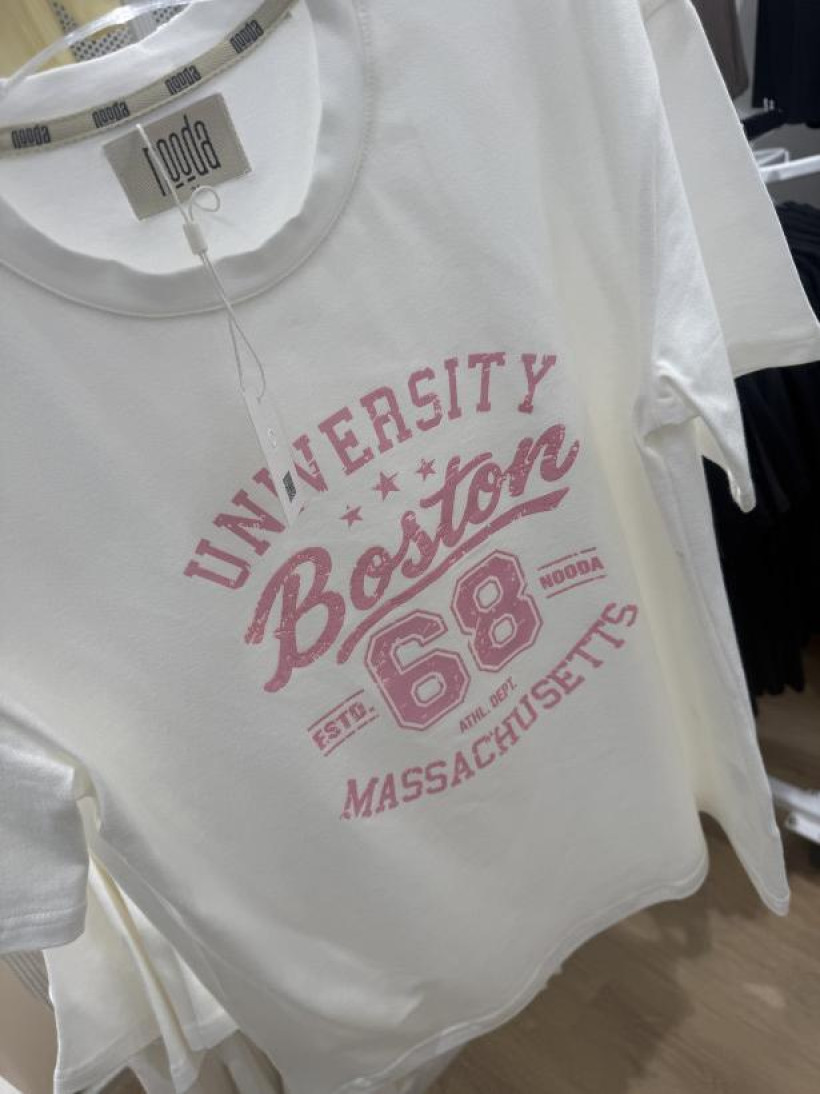 nooda nooda nooda nooda
nooda
UNIVERSITY
Boston
68
NOODA
ESTD.
ATHL. DEPT.
MASSACHUSETTS